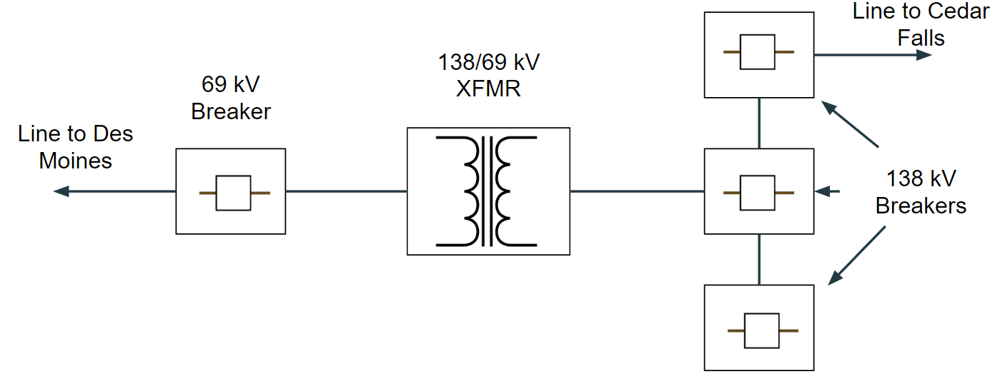 Line to Cedar
Falls
138/69 kV
XFMR
69 kV
Breaker
Line to Des
Moines
138 kV
Breakers